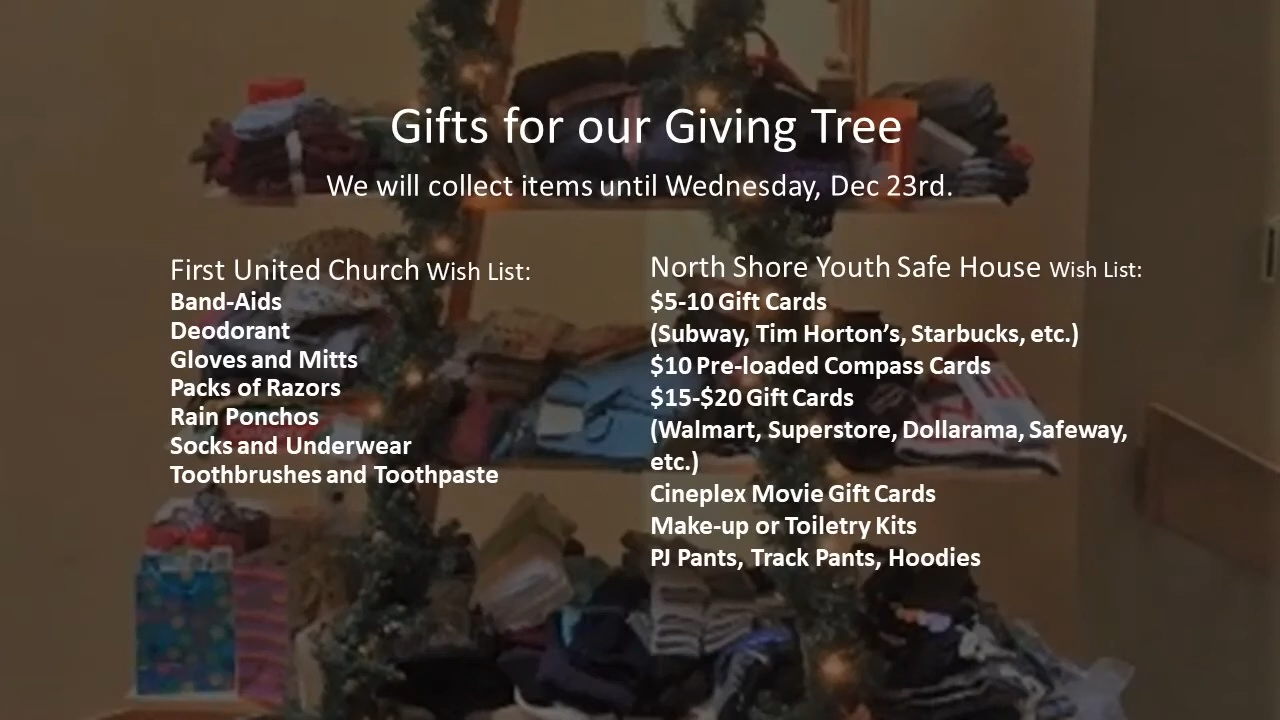 Gifts for our Giving Tree
We will collect items until Wednesday, Dec 23rd.
First United Church Wish List:
Band-Aids
Deodorant
Gloves and Mitts
Packs of Razors
Rain Ponchos
Socks and Underwear
Toothbrushes and Toothpaste
North Shore Youth Safe House Wish List:
$5-10 Gift Cards
(Subway, Tim Horton’s, Starbucks, etc.)
$10 Pre-loaded Compass Cards
$15-$20 Gift Cards
(Walmart, Superstore, Dollarama, Safeway,
etc.)
Cineplex Movie Gift Cards
Make-up or Toiletry Kits
PJ Pants, Track Pants, Hoodies